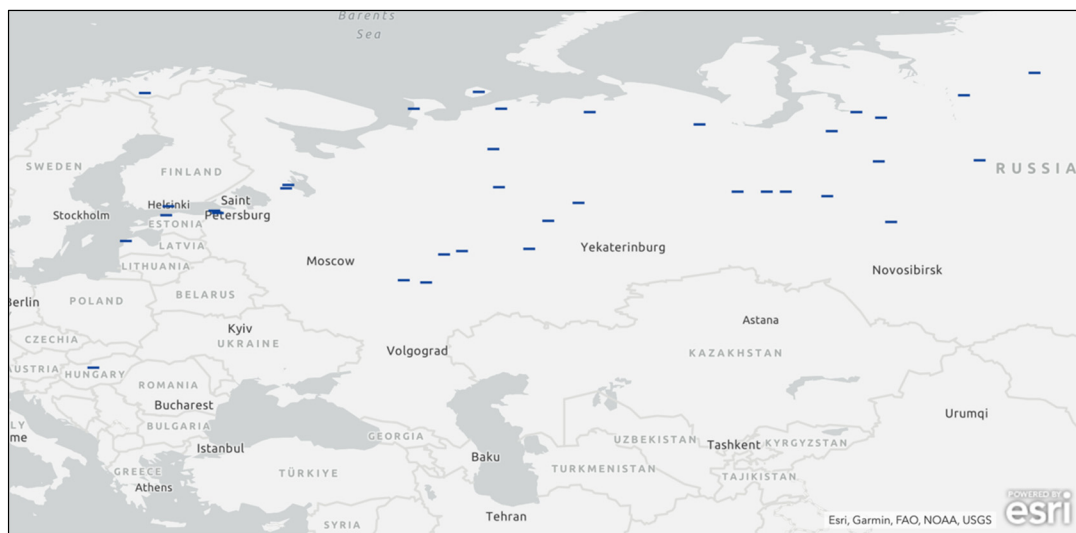 Barents
Sea
SWEDEN
FINLAND
RUSSIA
Helsinki
Saint
Petersburg
Stockholm
ESTONIA
LATVIA
Moscow
Yekaterinburg
LITHUANIA
Novosibirsk
BELARUS
Berlin
POLAND
Astana
Kyiv
UKRAINE
CZECHIA
Volgograd
KAZAKHSTAN
AUSTRIA
HUNGARY
ROMANIA
Bucharest
Urumqi
BULGARIA
LY
me
GEORGIA
UZBEKISTAN
Tashkent
KYRGYZSTAN
Istanbul
Baku
GREECE
TÜRKIYE
TURKMENISTAN
TAJIKISTAN
Athens
POWERED BY
esri
Tehran
SYRIA
Esri, Garmin, FAO, NOAA, USGS